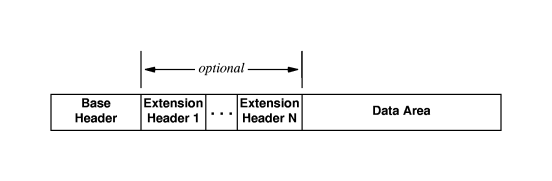 optional
Base
Header
Extension
Header 1
. . .
Extension
Header N
Data Area